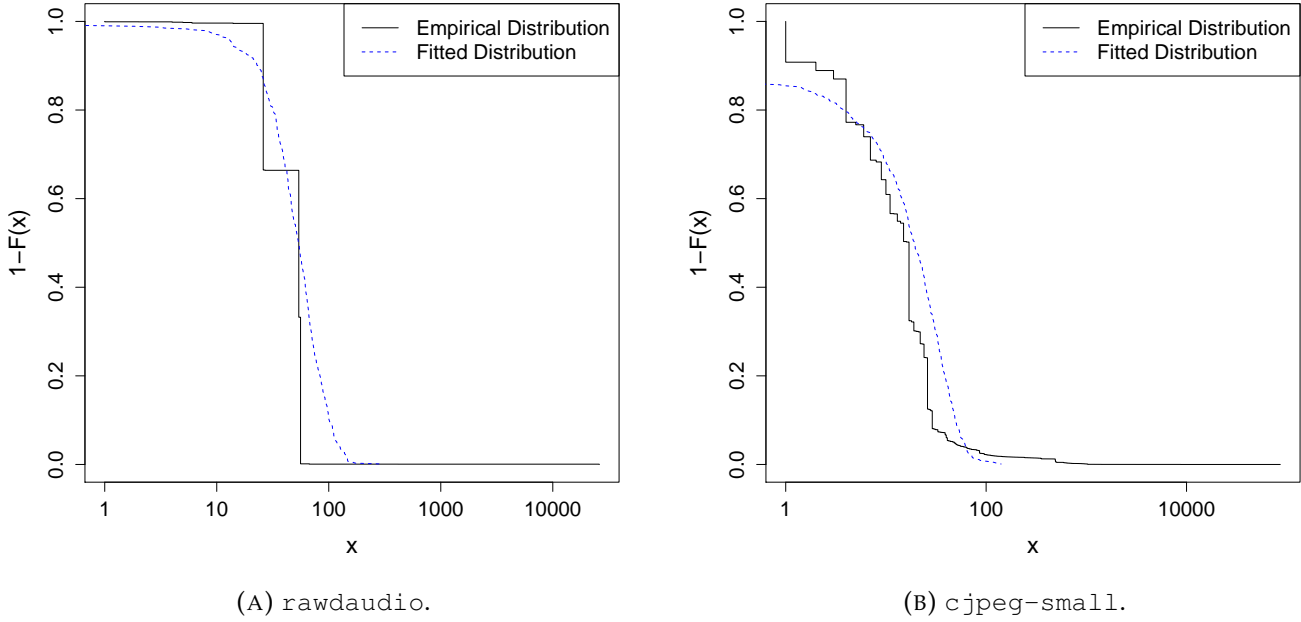 1−F(x)
1.0
0.8
0.6
0.4
0.2
0.0
Empirical Distribution
Fitted Distribution
1 10 100 1000 10000
x
(A) rawdaudio.
1−F(x)
1.0
0.8
0.6
0.4
0.2
0.0
Empirical Distribution
Fitted Distribution
1 100 10000
x
(B) cjpeg−small.